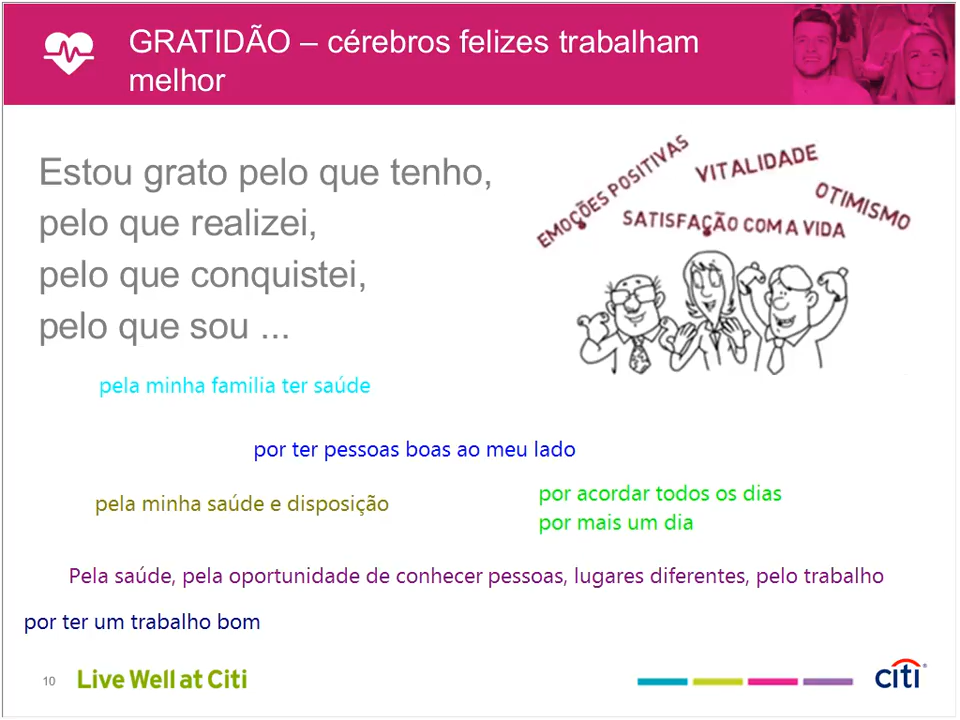 GRATIDÃO – cérebros felizes trabalham
melhor
Estou grato pelo que tenho,
pelo que realizei,
pelo que conquistei,
pelo que sou ...
EMOÇÕES POSITIVAS
VITALIDADE
OTIMISMO
SATISFAÇÃO COM A VIDA
pela minha familia ter saúde
por ter pessoas boas ao meu lado
pela minha saúde e disposição
por acordar todos os dias
por mais um dia
Pela saúde, pela oportunidade de conhecer pessoas, lugares diferentes, pelo trabalho
por ter um trabalho bom
10
Live Well at Citi
citi®